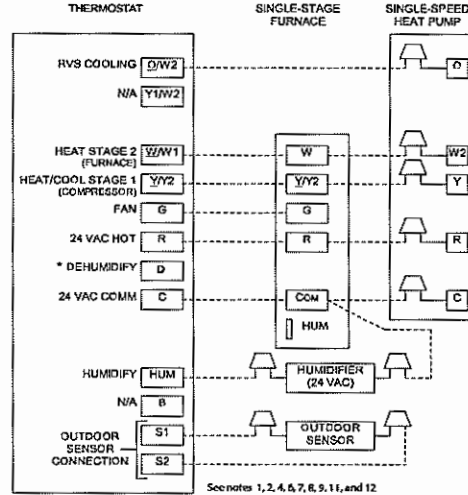 THERMOSTAT
SINGLE-STAGE
FURNACE
SINGLE-SPEED
HEAT PUMP
RVS COOLING O/W2 O
N/A Y1/W2
HEAT STAGE 2 W/W1 W W2
(FURNACE)
HEAT/COOL STAGE 1 Y/Y2 Y/Y2 Y
(COMPRESSOR)
FAN G G
24 VAC HOT R R R
* DEHUMIDIFY D
24 VAC COMM C COM C
HUM
HUMIDIFY HUM HUMIDIFIER
(24 VAC)
N/A B
OUTDOOR
SENSOR
CONNECTION
S1 OUTDOOR
SENSOR
S2
See notes 1, 2, 4, 6, 7, 8, 9, 11, and 12